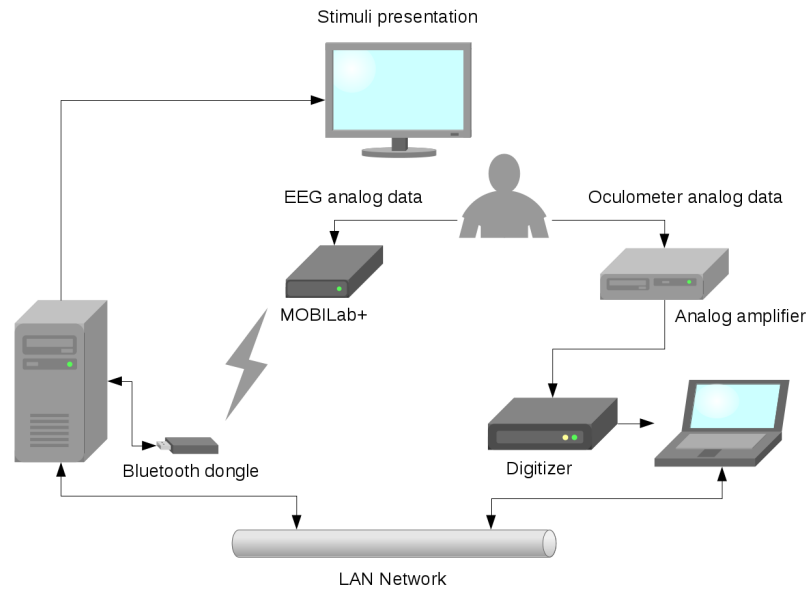 Stimuli presentation
EEG analog data
Oculometer analog data
MOBILab+
Analog amplifier
Bluetooth dongle
Digitizer
LAN Network